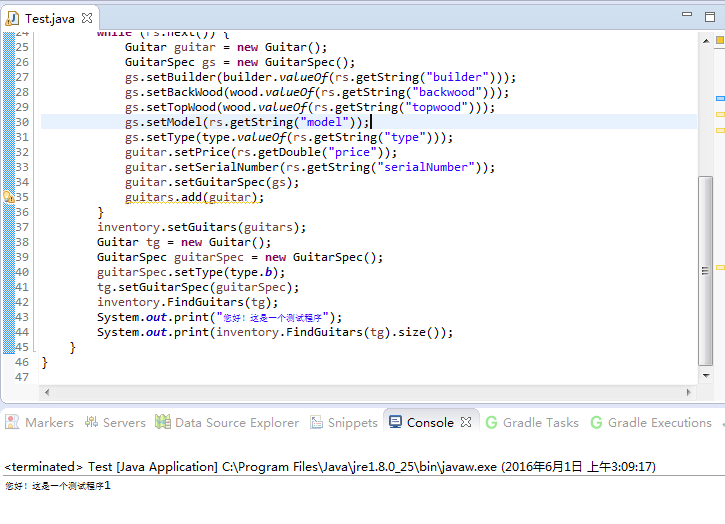 Test.java
24 while (rs.next()) {
25 Guitar guitar = new Guitar();
26 GuitarSpec gs = new GuitarSpec();
27 gs.setBuilder(builder.valueOf(rs.getString("builder")));
28 gs.setBackWood(wood.valueOf(rs.getString("backwood")));
29 gs.setTopWood(wood.valueOf(rs.getString("topwood")));
30 gs.setModel(rs.getString("model"));
31 gs.setType(type.valueOf(rs.getString("type")));
32 guitar.setPrice(rs.getDouble("price"));
33 guitar.setSerialNumber(rs.getString("serialNumber"));
34 guitar.setGuitarSpec(gs);
35 guitars.add(guitar);
36 }
37 inventory.setGuitars(guitars);
38 Guitar tg = new Guitar();
39 GuitarSpec guitarSpec = new GuitarSpec();
40 guitarSpec.setType(type.b);
41 tg.setGuitarSpec(guitarSpec);
42 inventory.FindGuitars(tg);
43 System.out.print("您好！这是一个测试程序");
44 System.out.print(inventory.FindGuitars(tg).size());
45 }
46 }
47
Markers Servers Data Source Explorer Snippets Console Gradle Tasks Gradle Executions
<terminated> Test [Java Application] C:\Program Files\Java\jre1.8.0_25\bin\javaw.exe (2016年6月1日 上午3:09:17)
您好！这是一个测试程序1